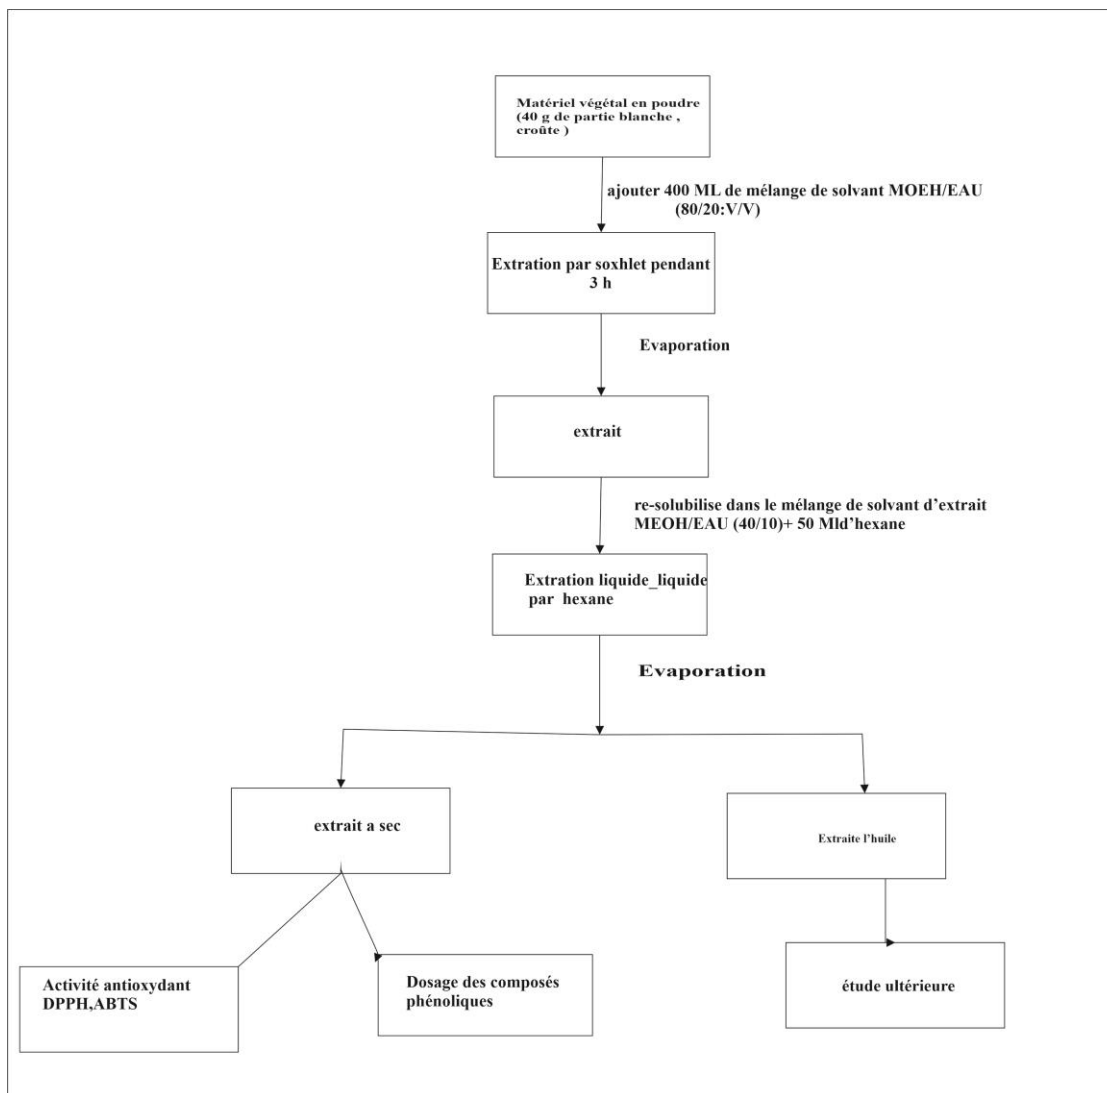 Matériel végétal en poudre
(40 g de partie blanche ,
croûte )
ajouter 400 ML de mélange de solvant MOEH/EAU
(80/20:V/V)
Extration par soxhlet pendant
3 h
Evaporation
extrait
re-solubilise dans le mélange de solvant d’extrait
MEOH/EAU (40/10)+ 50 Mld’hexane
Extration liquide_liquide
par hexane
Evaporation
extrait a sec
Extraite l’huile
Activité antioxydant
DPPH,ABTS
Dosage des composés
phénoliques
étude ultérieure